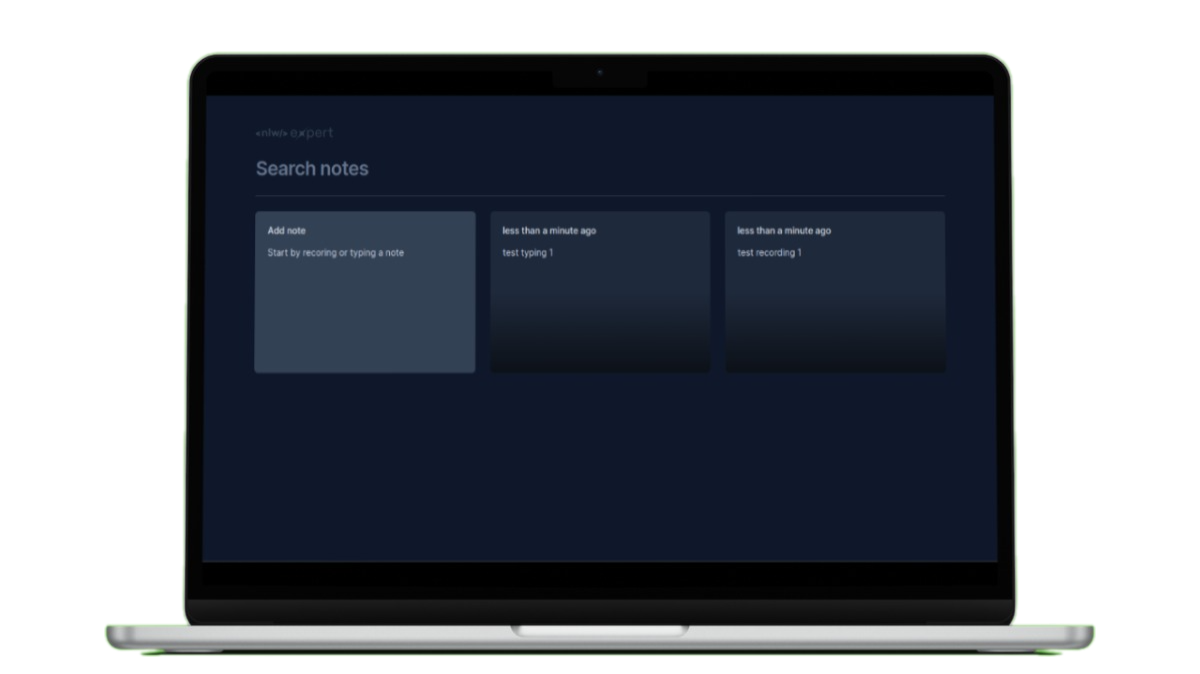 <nlw/> expert
Search notes
Add note
Start by recoring or typing a note
less than a minute ago
test typing 1
less than a minute ago
test recording 1